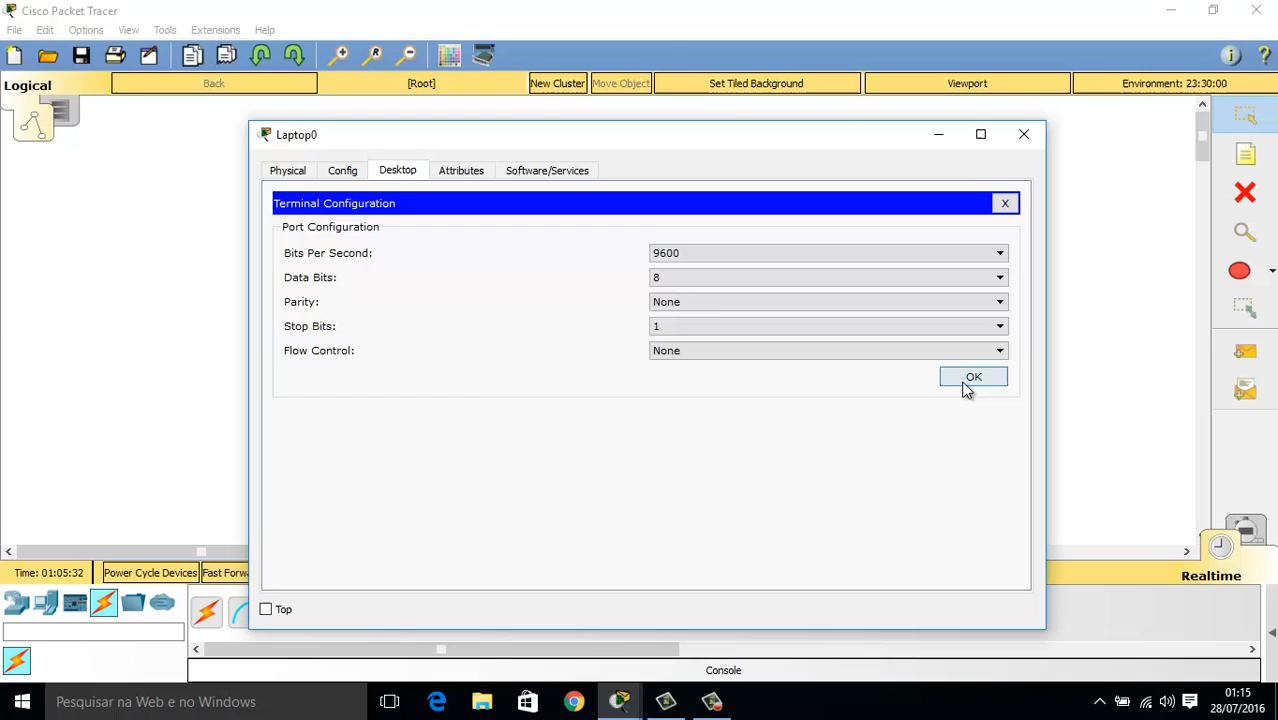 Cisco Packet Tracer
File Edit Options View Tools Extensions Help
Logical Back [Root] New Cluster Move Object Set Tiled Background Viewport Environment: 23:30:00
Laptop0
Physical Config Desktop Attributes Software/Services
Terminal Configuration X
Port Configuration
Bits Per Second: 9600
Data Bits: 8
Parity: None
Stop Bits: 1
Flow Control: None
OK
Time: 01:05:32 Power Cycle Devices Fast Forw
Realtime
Top
Console
Pesquisar na Web e no Windows
01:15
28/07/2016